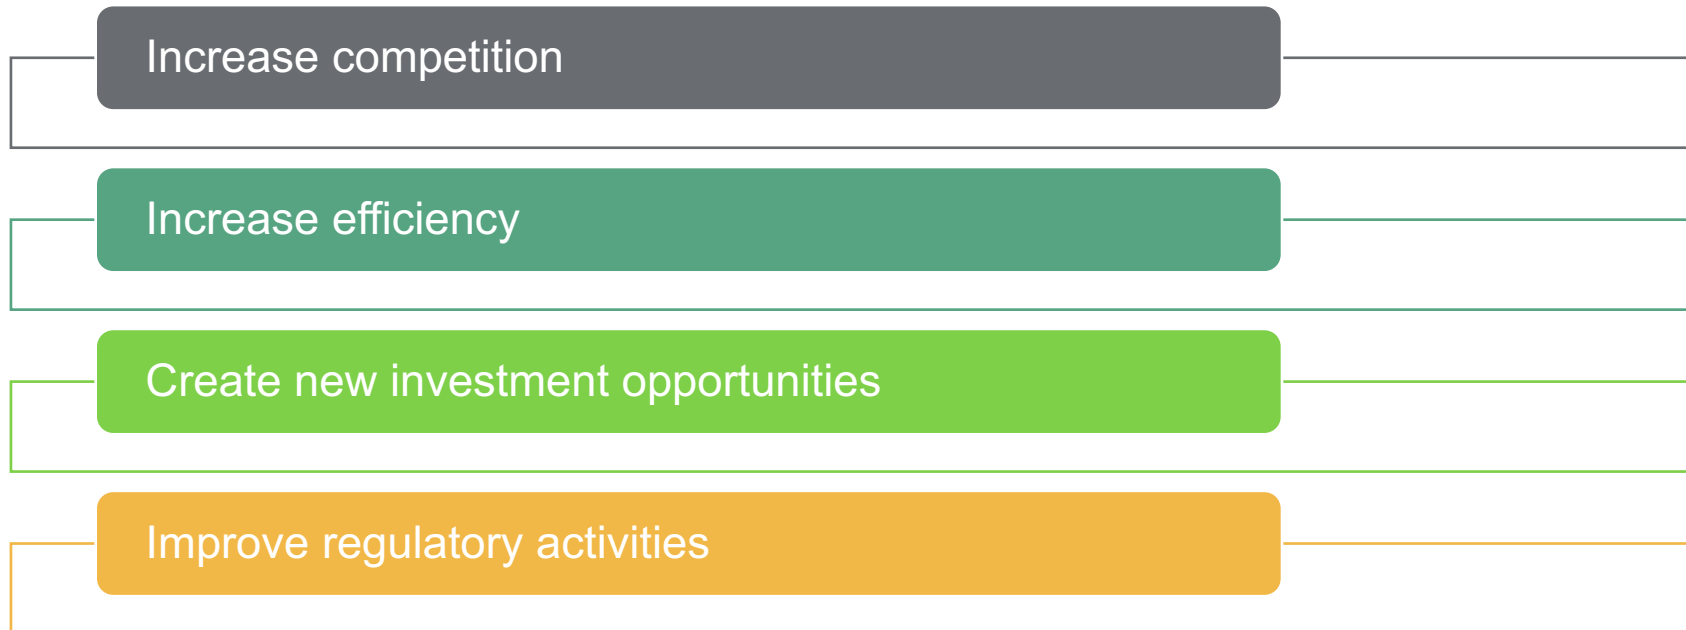 Increase competition
Increase efficiency
Create new investment opportunities
Improve regulatory activities